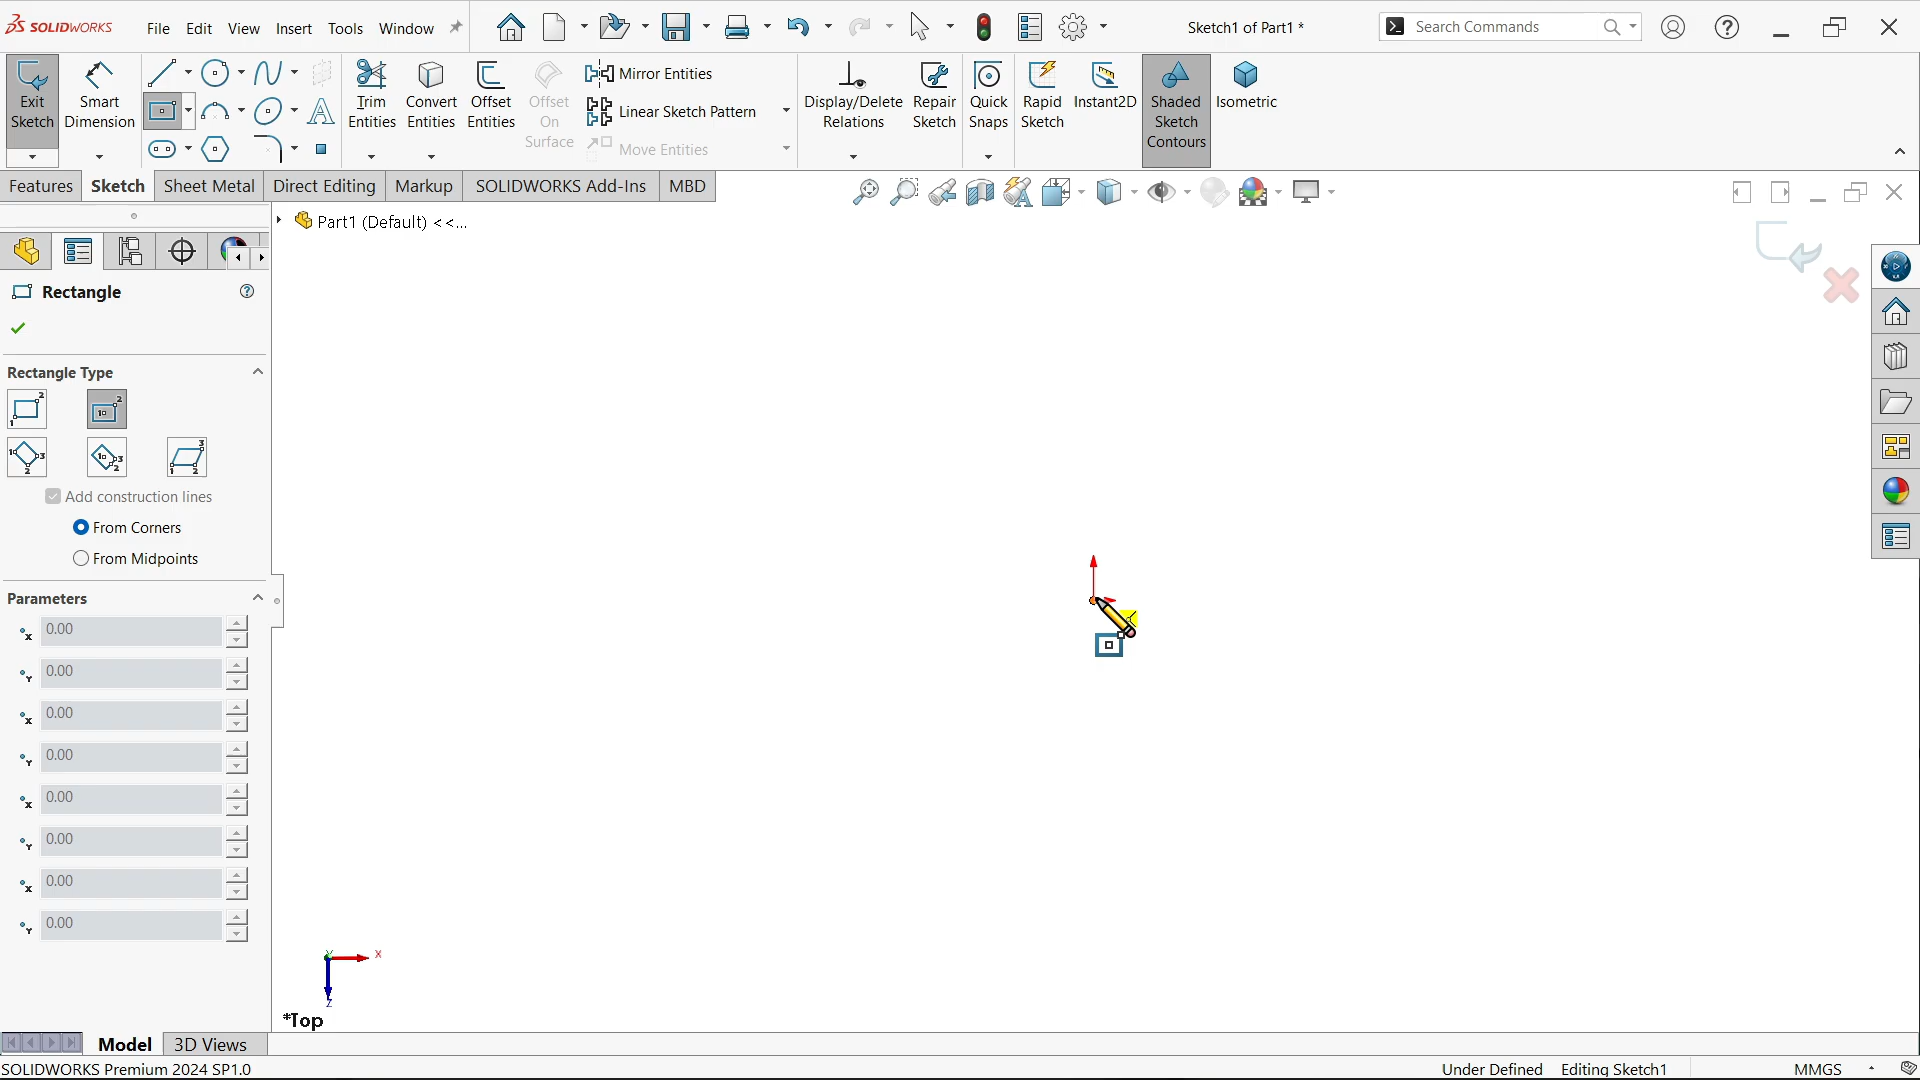 SOLIDWORKS
File Edit View Insert Tools Window
Sketch1 of Part1 *
Search Commands
Exit Sketch
Smart Dimension
Trim Entities
Convert Entities
Offset Entities
Offset On Surface
Mirror Entities
Linear Sketch Pattern
Move Entities
Display/Delete Relations
Repair Sketch
Quick Snaps
Rapid Sketch
Instant2D
Shaded Sketch Contours
Isometric
Features Sketch Sheet Metal Direct Editing Markup SOLIDWORKS Add-Ins MBD
Part1 (Default) <<...
Rectangle
Rectangle Type
Add construction lines
From Corners
From Midpoints
Parameters
x 0.00
Y 0.00
x 0.00
Y 0.00
x 0.00
Y 0.00
x 0.00
Y 0.00
Y X
Z
*Top
Model 3D Views
SOLIDWORKS Premium 2024 SP1.0
Under Defined Editing Sketch1 MMGS